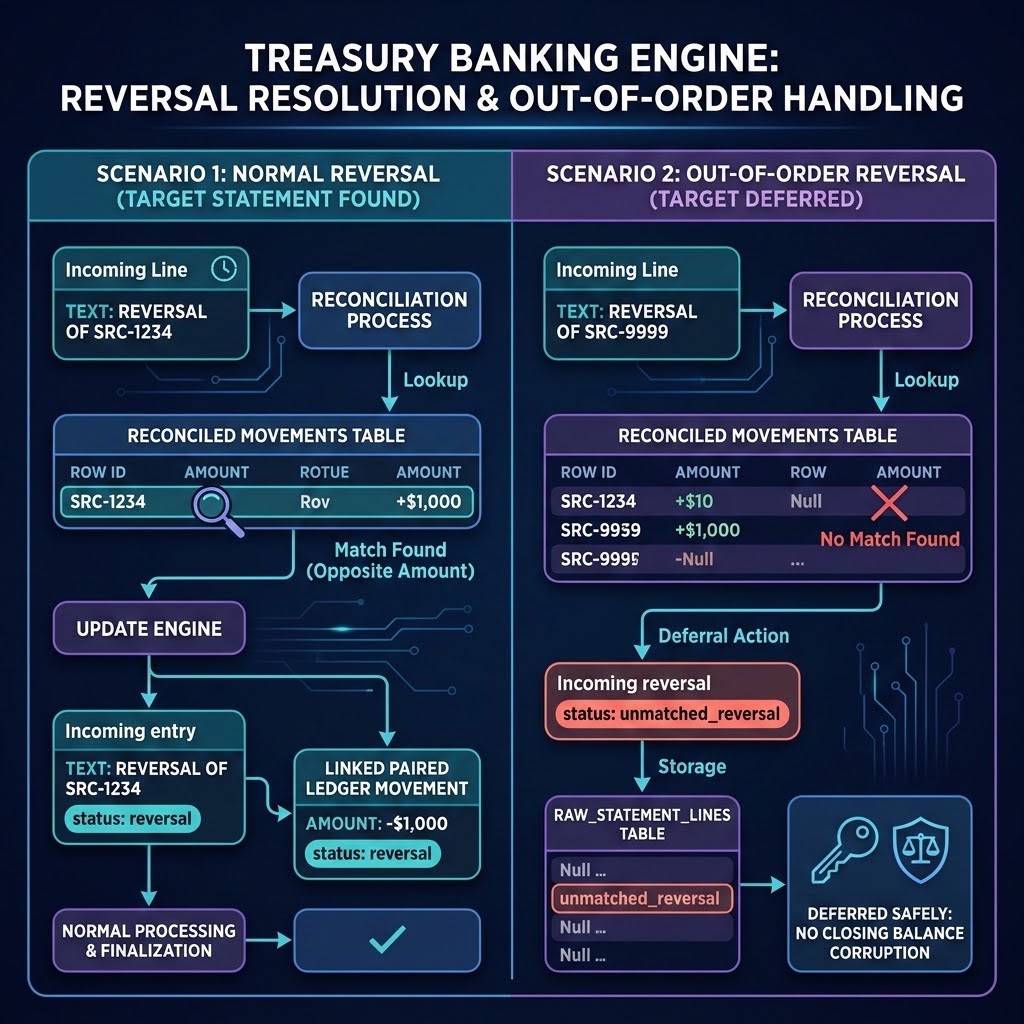 TREASURY BANKING ENGINE:
REVERSAL RESOLUTION & OUT-OF-ORDER HANDLING
SCENARIO 1: NORMAL REVERSAL
(TARGET STATEMENT FOUND)
Incoming Line
TEXT: REVERSAL
OF SRC-1234
RECONCILIATION
PROCESS
Lookup
RECONCILED MOVEMENTS TABLE
ROW ID AMOUNT ROTUE AMOUNT
SRC-1234 Rov +$1,000
Match Found
(Opposite Amount)
UPDATE ENGINE
Incoming entry
TEXT: REVERSAL OF
SRC-1234
status: reversal
LINKED PAIRED
LEDGER MOVEMENT
AMOUNT: -$1,000
status: reversal
NORMAL PROCESSING
& FINALIZATION
SCENARIO 2: OUT-OF-ORDER REVERSAL
(TARGET DEFERRED)
Incoming Line
TEXT: REVERSAL
OF SRC-9999
RECONCILIATION
PROCESS
Lookup
RECONCILED MOVEMENTS TABLE
ROW ID AMOUNT ROW AMOUNT
SRC-1234 +$10 Null
+$1,000
No Match Found
-Null ...
Deferral Action
Incoming reversal
status: unmatched_reversal
Storage
RAW_STATEMENT_LINES
TABLE
Null ...
unmatched_reversal
Null ...
Null ...
DEFERRED SAFELY:
NO CLOSING BALANCE
CORRUPTION